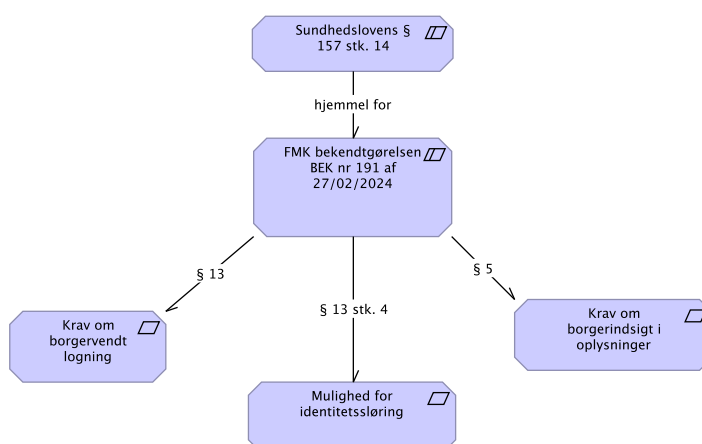 Sundhedslovens §
157 stk. 14
hjemmel for
FMK bekendtgørelsen
BEK nr 191 af
27/02/2024
§ 13
§ 5
§ 13 stk. 4
Krav om
borgervendt
logning
Krav om
borgerindsigt i
oplysninger
Mulighed for
identitetssløring